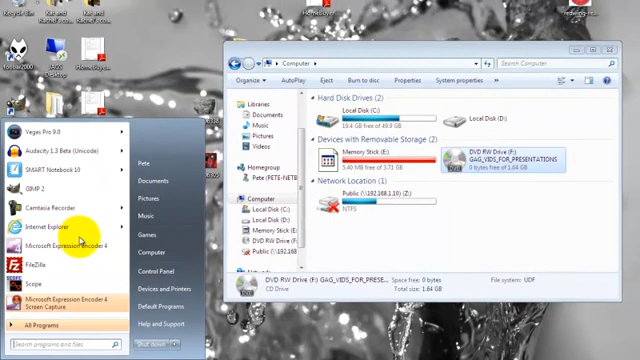 Recycle Bin
foobar2000
Desktop
Vegas Pro 9.0
Audacity 1.3 Beta (Unicode)
SMART Notebook 10
GIMP 2
Camtasia Recorder
Internet Explorer
Microsoft Expression Encoder 4
FileZilla
Scope
Microsoft Expression Encoder 4
Screen Capture
All Programs
Search programs and files
Pete
Documents
Pictures
Music
Games
Computer
Control Panel
Devices and Printers
Default Programs
Help and Support
Shut down
Computer
Search Computer
Organize
AutoPlay
Eject
Burn to disc
Properties
System properties
»
Libraries
Documents
Music
Pictures
Videos
Homegroup
Computer
Local Disk (C:)
Local Disk (D:)
Memory Stick (E:)
DVD RW Drive (F:)
Public
Network
Hard Disk Drives (2)
Local Disk (C:)
19.4 GB free of 49.9 GB
Local Disk (D:)
Devices with Removable Storage (2)
Memory Stick (E:)
5.40 MB free of 3.71 GB
DVD RW Drive (F:)
GAG_VIDS_FOR_PRESENTATIONS
0 bytes free of 1.64 GB
Network Location (1)
Public (\\192.168.1.10) (Z:)
NTFS
DVD RW Drive (F:) GAG_VIDS_FOR_PRESE...
CD Drive
Space free: 0 bytes
Total size: 1.64 GB
File system: UDF